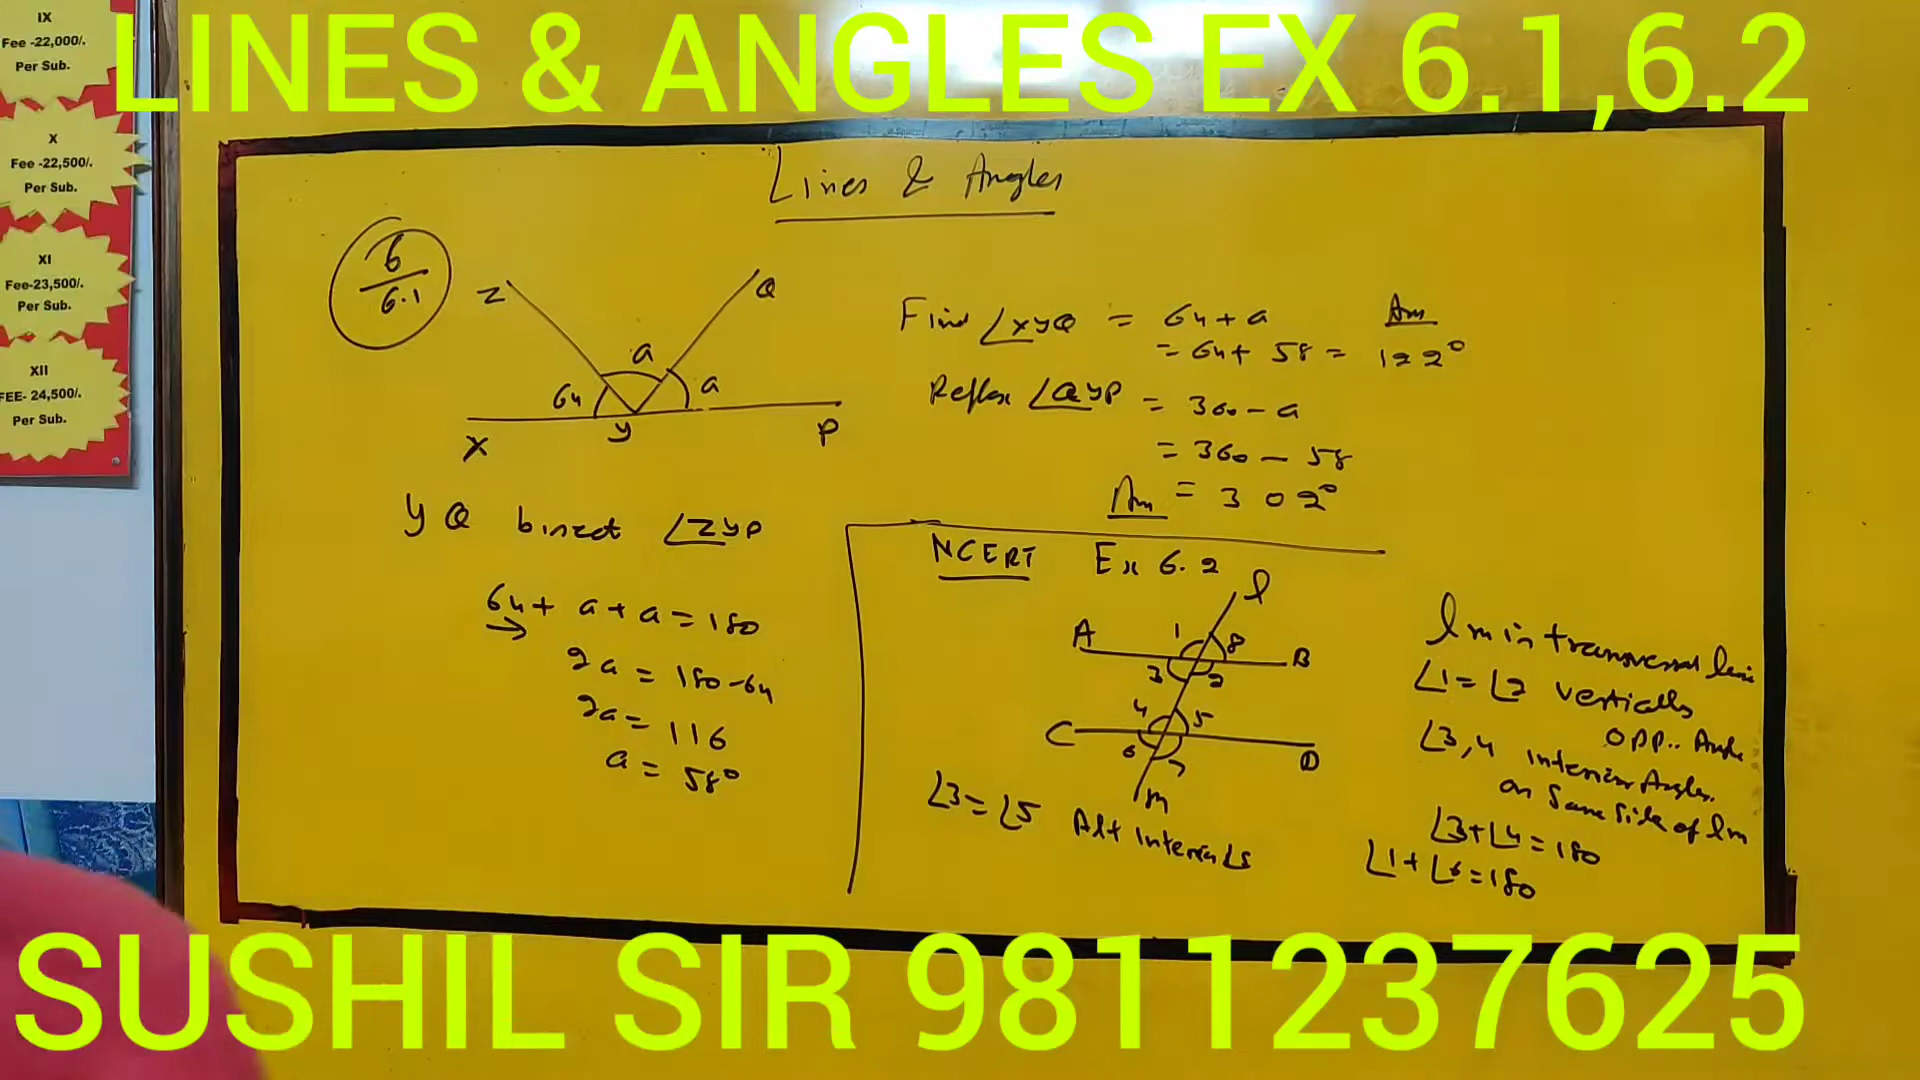 LINES & ANGLES EX 6.1,6.2
IX
Fee -22,000/.
Per Sub.
X
Fee -22,500/.
Per Sub.
XI
Fee-23,500/.
Per Sub.
XII
FEE- 24,500/.
Per Sub.
Lines & Angles
6
6.1
Z
Q
a
64
a
X
Y
P
YQ bisect ∠ZYP
64 + a + a = 180
2a = 180-64
2a = 116
a = 58°
Find ∠XYQ = 64 + a Ans
= 64 + 58 = 122°
Reflex ∠QYP = 360 - a
= 360 - 58
Ans = 302°
NCERT Ex 6.2
l
A 1 8 B
3 2
4 5
C 6 7 D
m
∠3 = ∠5 Alt Interior ∠s
lm is transversal line
∠1 = ∠2 vertically
opp.. Angle
∠3,4 interior Angles.
on Same Side of lm
∠3+∠4 = 180
∠1+∠6 = 180
SUSHIL SIR 9811237625